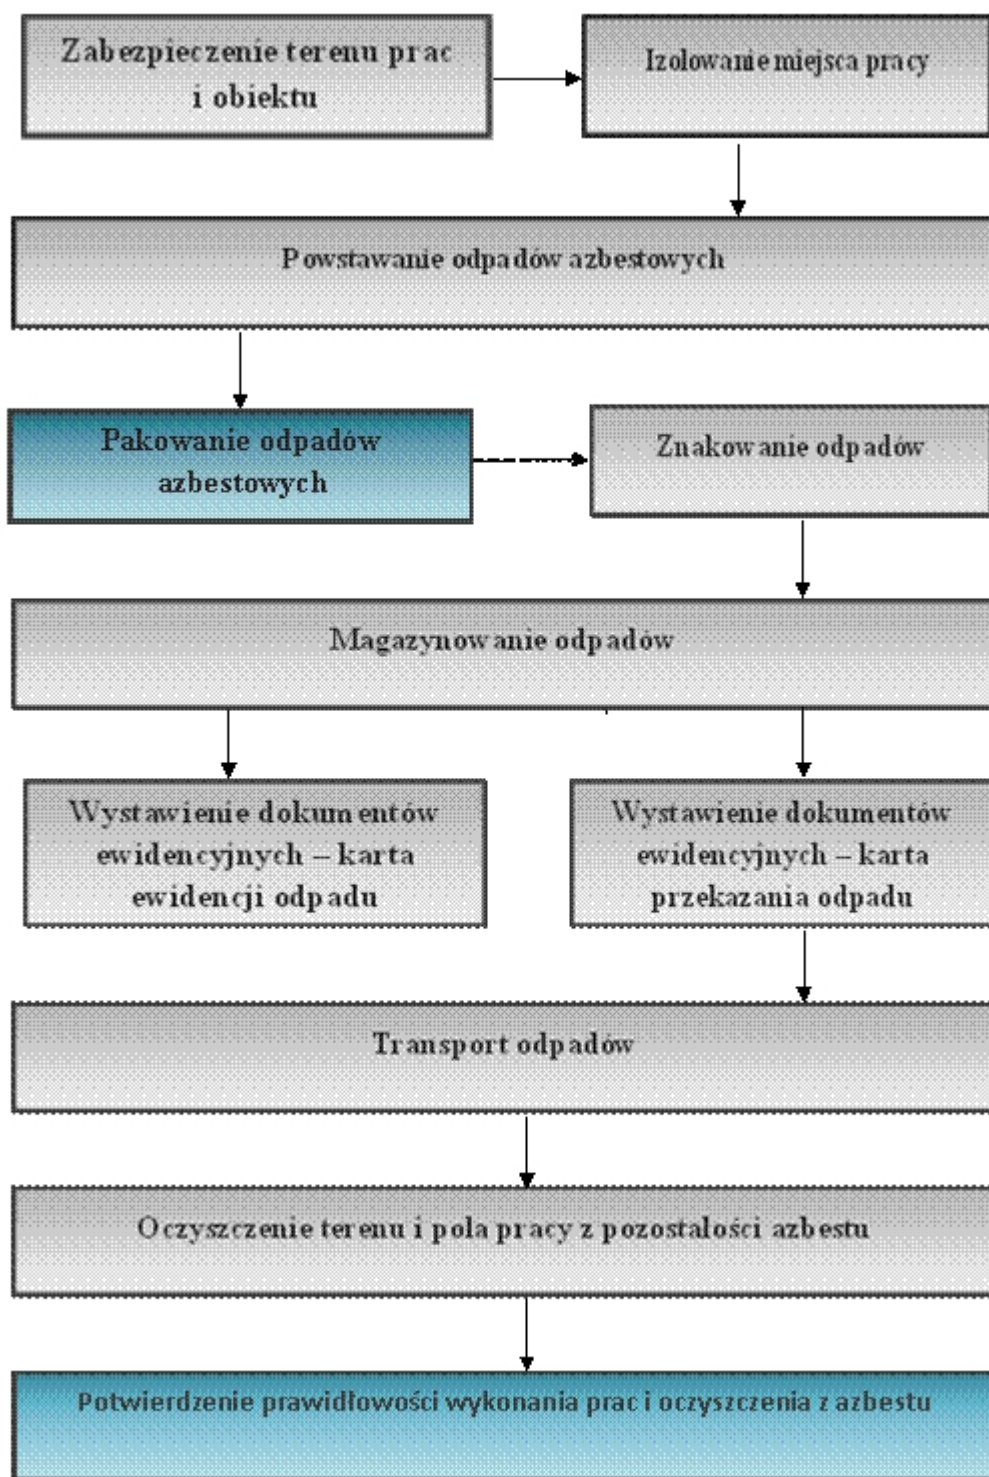 Zabezpieczenie terenu prac
i obiektu
Izolowanie miejsca pracy
Powstawanie odpadów azbestowych
Pakowanie odpadów
azbestowych
Znakowanie odpadów
Magazynowanie odpadów
Wystawienie dokumentów
ewidencyjnych – karta
ewidencji odpadu
Wystawienie dokumentów
ewidencyjnych – karta
przekazania odpadu
Transport odpadów
Oczyszczenie terenu i pola pracy z pozostałości azbestu
Potwierdzenie prawidłowości wykonania prac i oczyszczenia z azbestu